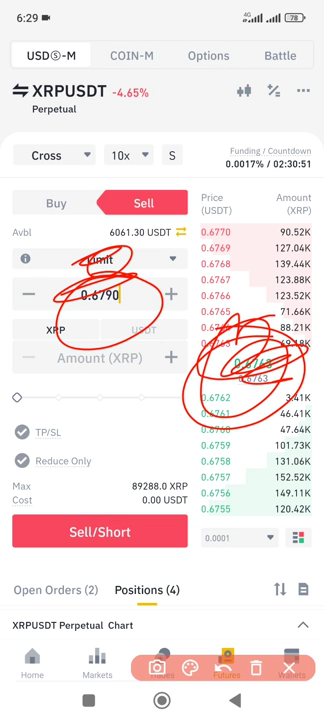 6:29
4G
78
USDⓈ-M COIN-M Options Battle
XRPUSDT -4.65%
Perpetual
Funding / Countdown
0.0017% / 02:30:51
Cross 10x S
Buy Sell
Avbl 6061.30 USDT
Limit
0.6790
XRP USDT
Amount (XRP)
TP/SL
Reduce Only
Max 89288.0 XRP
Cost 0.00 USDT
Sell/Short
Price Amount
(USDT) (XRP)
0.6770 90.52K
0.6769 127.04K
0.6768 139.44K
0.6767 123.88K
0.6766 123.52K
0.6765 71.66K
88.21K
0.6763
0.6763
0.6762 3.41K
0.6761 46.41K
0.6760 47.64K
0.6759 101.73K
0.6758 131.06K
0.6757 152.52K
0.6756 149.11K
0.6755 120.42K
0.0001
Open Orders (2) Positions (4)
XRPUSDT Perpetual Chart
Home Markets Trades Futures Wallets